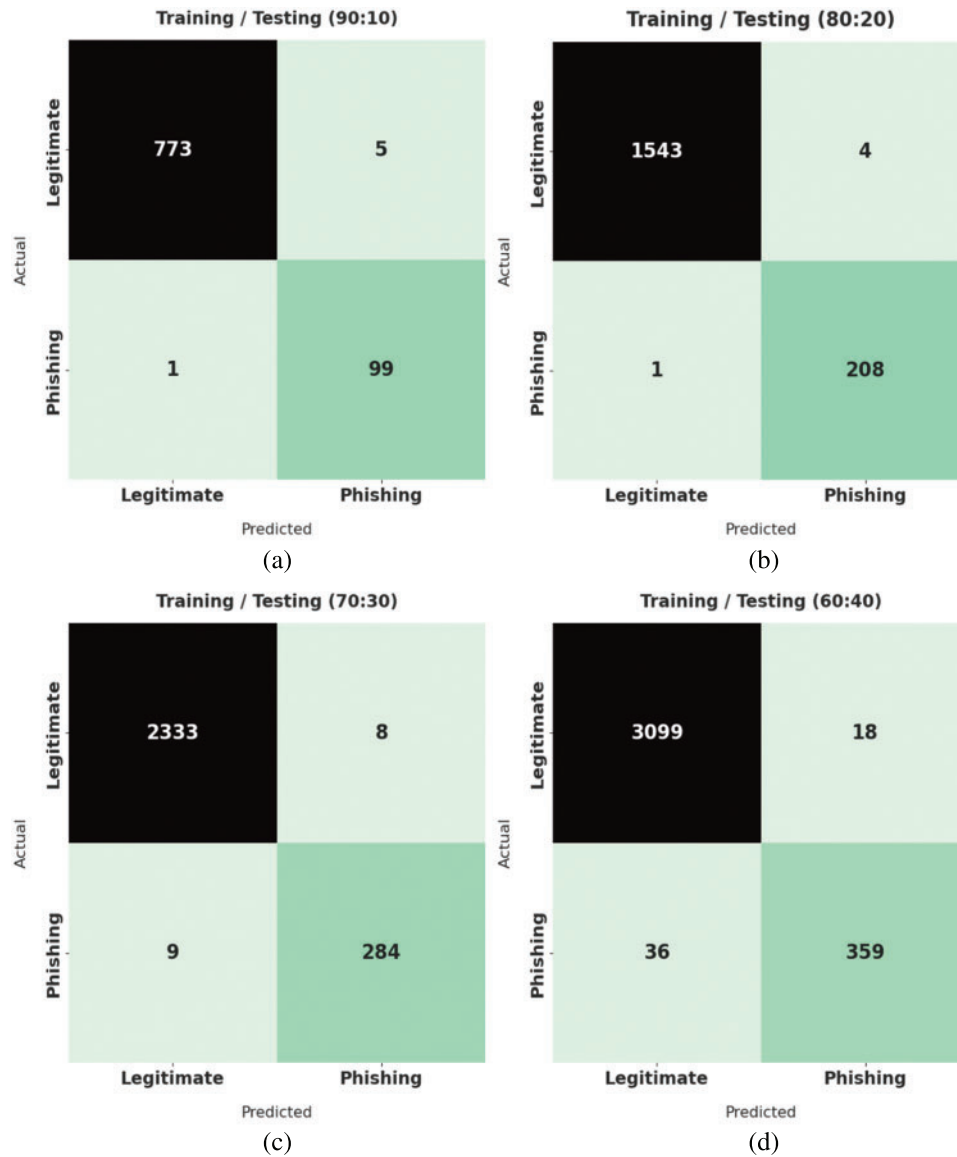 Training / Testing (90:10)
Legitimate
773
5
Actual
Phishing
1
99
Legitimate
Phishing
Predicted
(a)
Training / Testing (80:20)
Legitimate
1543
4
Actual
Phishing
1
208
Legitimate
Phishing
Predicted
(b)
Training / Testing (70:30)
Legitimate
2333
8
Actual
Phishing
9
284
Legitimate
Phishing
Predicted
(c)
Training / Testing (60:40)
Legitimate
3099
18
Actual
Phishing
36
359
Legitimate
Phishing
Predicted
(d)